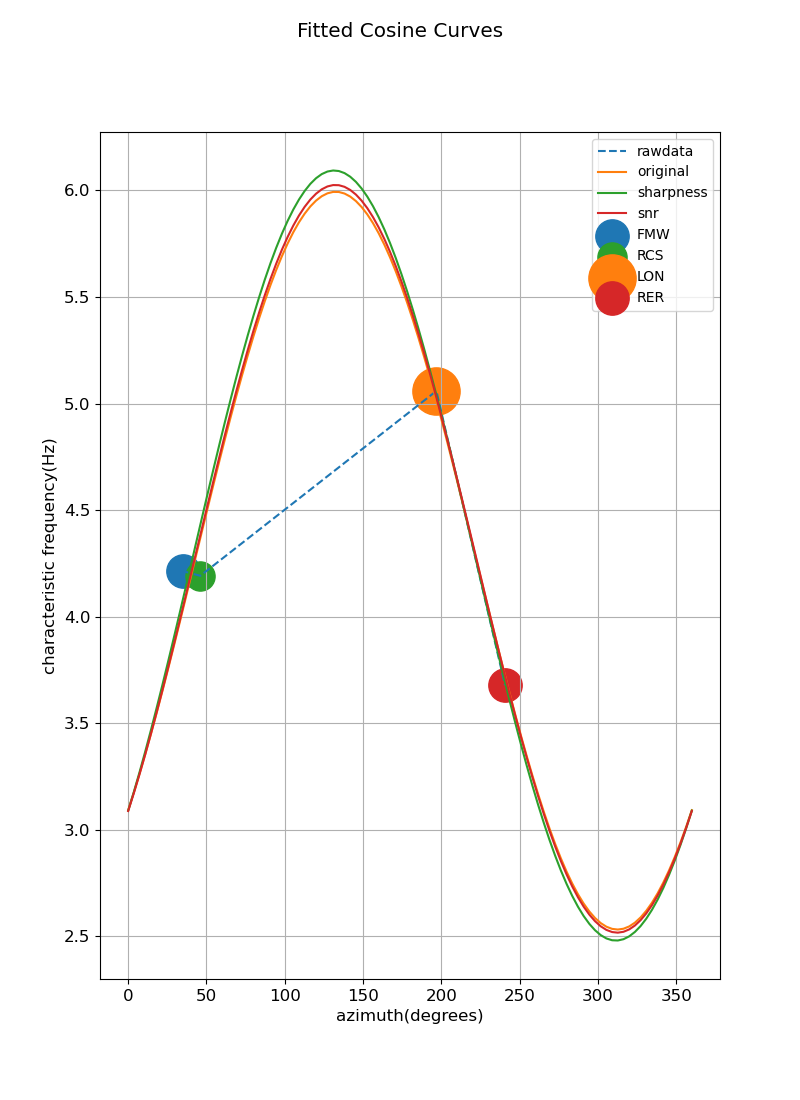 Fitted Cosine Curves
rawdata
original
sharpness
snr
FMW
RCS
LON
RER
characteristic frequency(Hz)
6.0
5.5
5.0
4.5
4.0
3.5
3.0
2.5
0 50 100 150 200 250 300 350
azimuth(degrees)